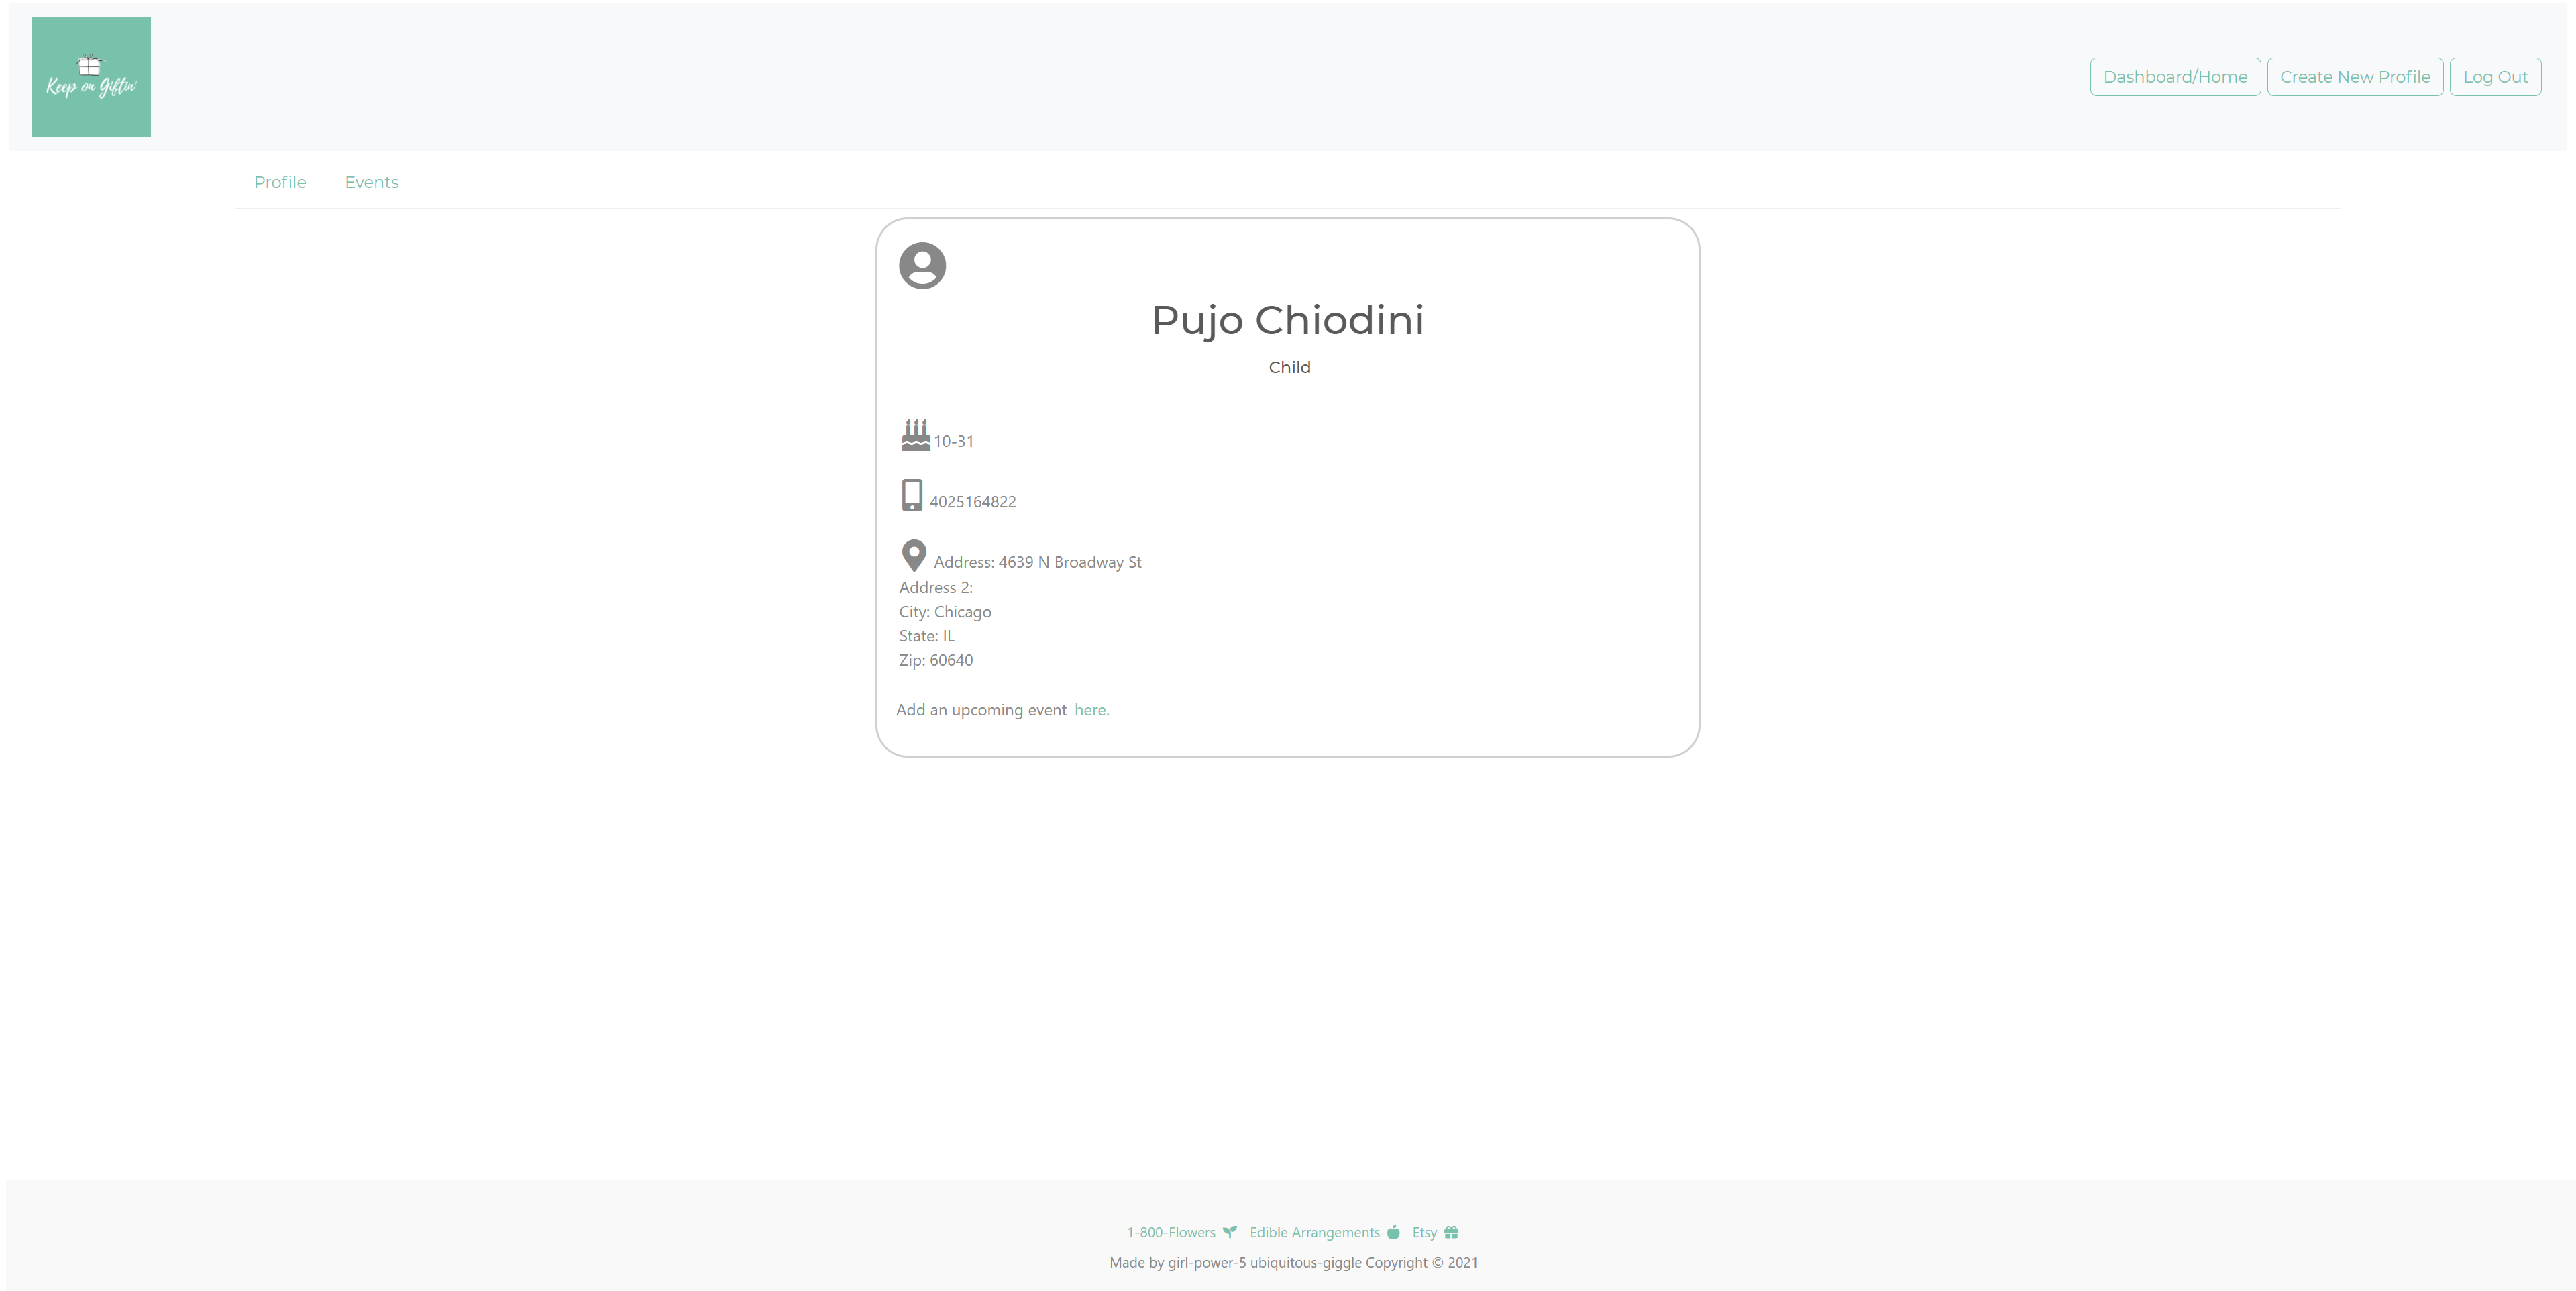 Keep on Giftin'
Dashboard/Home Create New Profile Log Out
Profile Events
Pujo Chiodini
Child
10-31
4025164822
Address: 4639 N Broadway St
Address 2:
City: Chicago
State: IL
Zip: 60640
Add an upcoming event here.
1-800-Flowers Edible Arrangements Etsy
Made by girl-power-5 ubiquitous-giggle Copyright © 2021